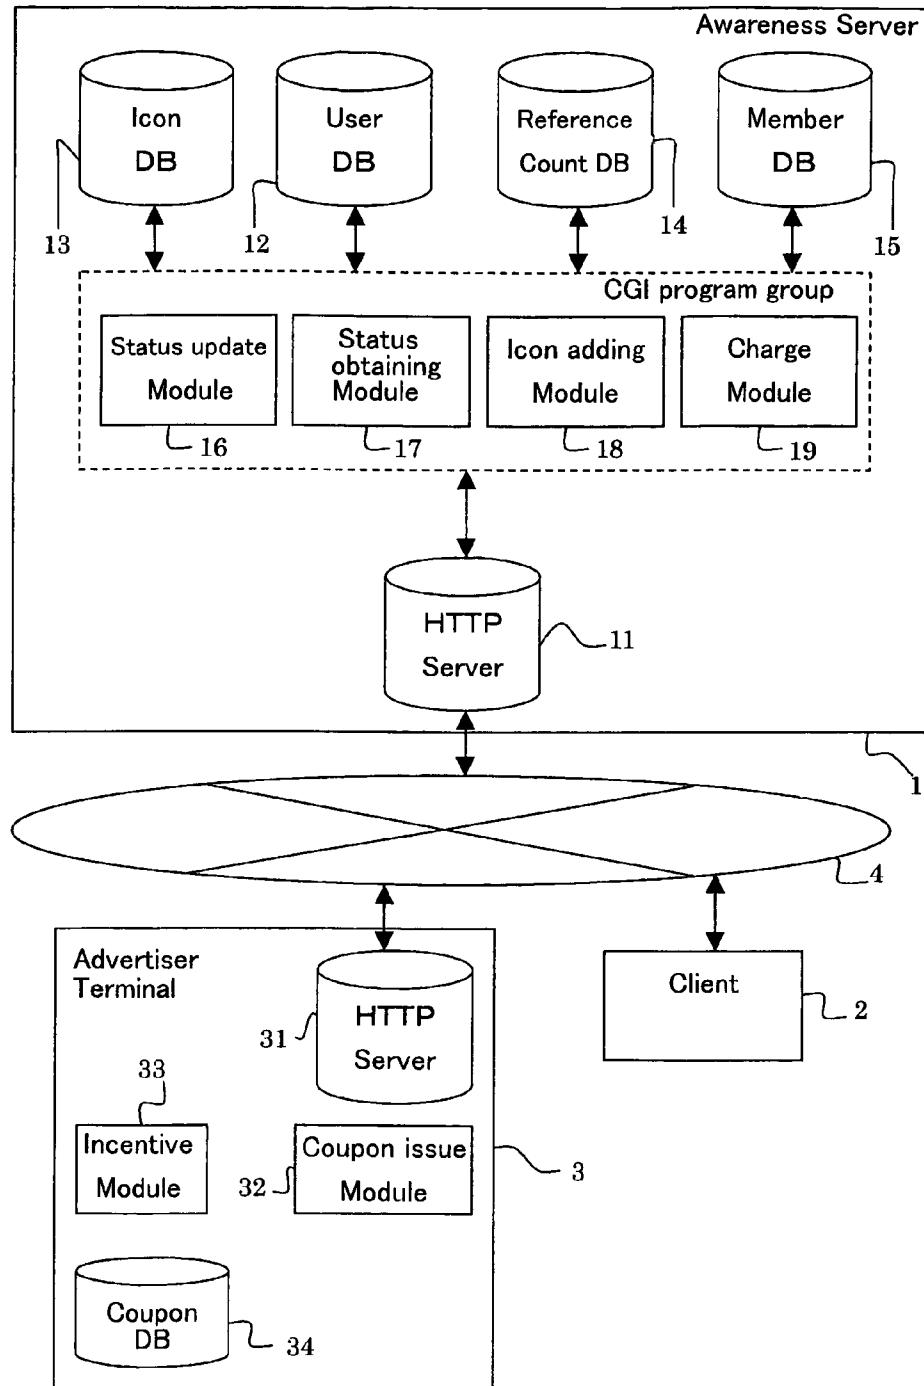 Awareness Server
Icon
DB
User
DB
Reference
Count DB
Member
DB
13
12
14
15
CGI program group
Status update
Module
Status
obtaining
Module
Icon adding
Module
Charge
Module
16
17
18
19
HTTP
Server
11
1
4
Advertiser
Terminal
31
HTTP
Server
Client
2
33
Incentive
Module
32
Coupon issue
Module
3
Coupon
DB
34